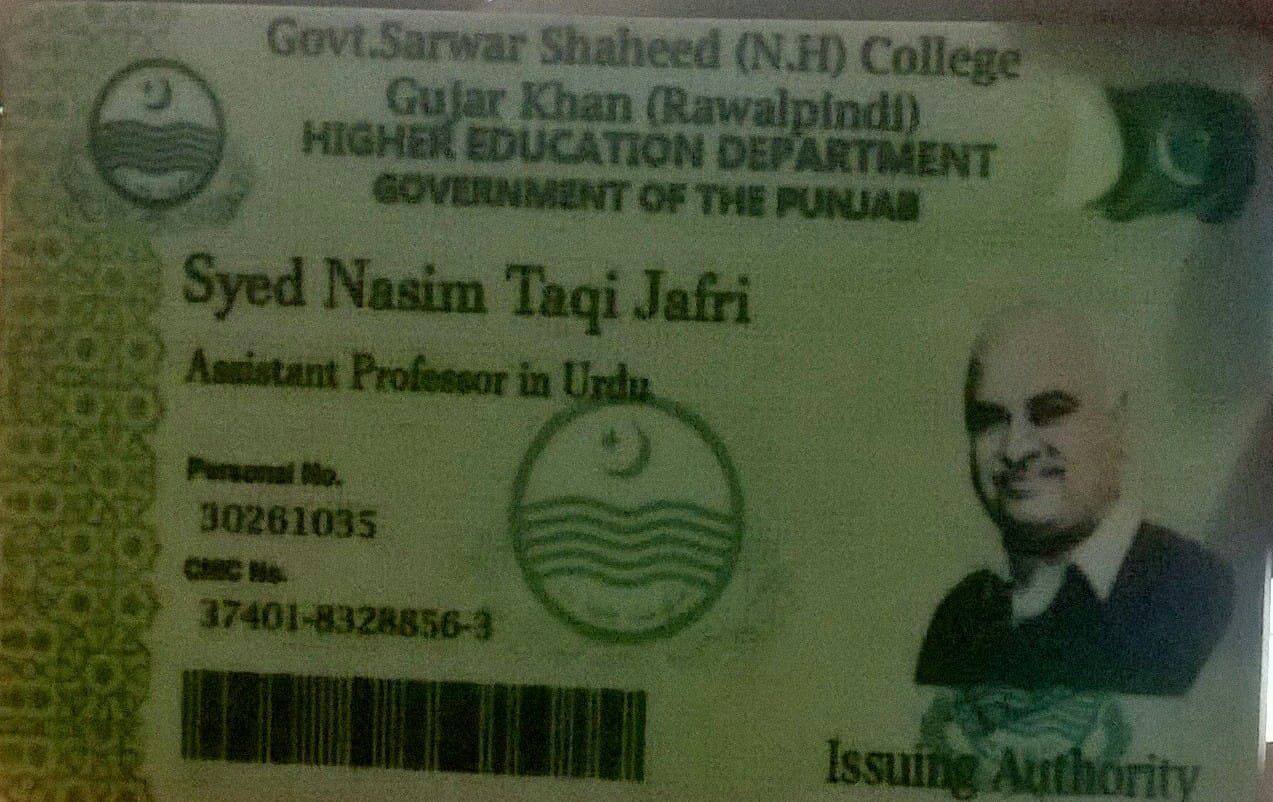 Govt.Sarwar Shaheed (N.H) College
Gujar Khan (Rawalpindi)
HIGHER EDUCATION DEPARTMENT
GOVERNMENT OF THE PUNJAB
Syed Nasim Taqi Jafri
Assistant Professor in Urdu
Personal No.
30261035
CNIC No.
37401-8328856-3
Issuing Authority